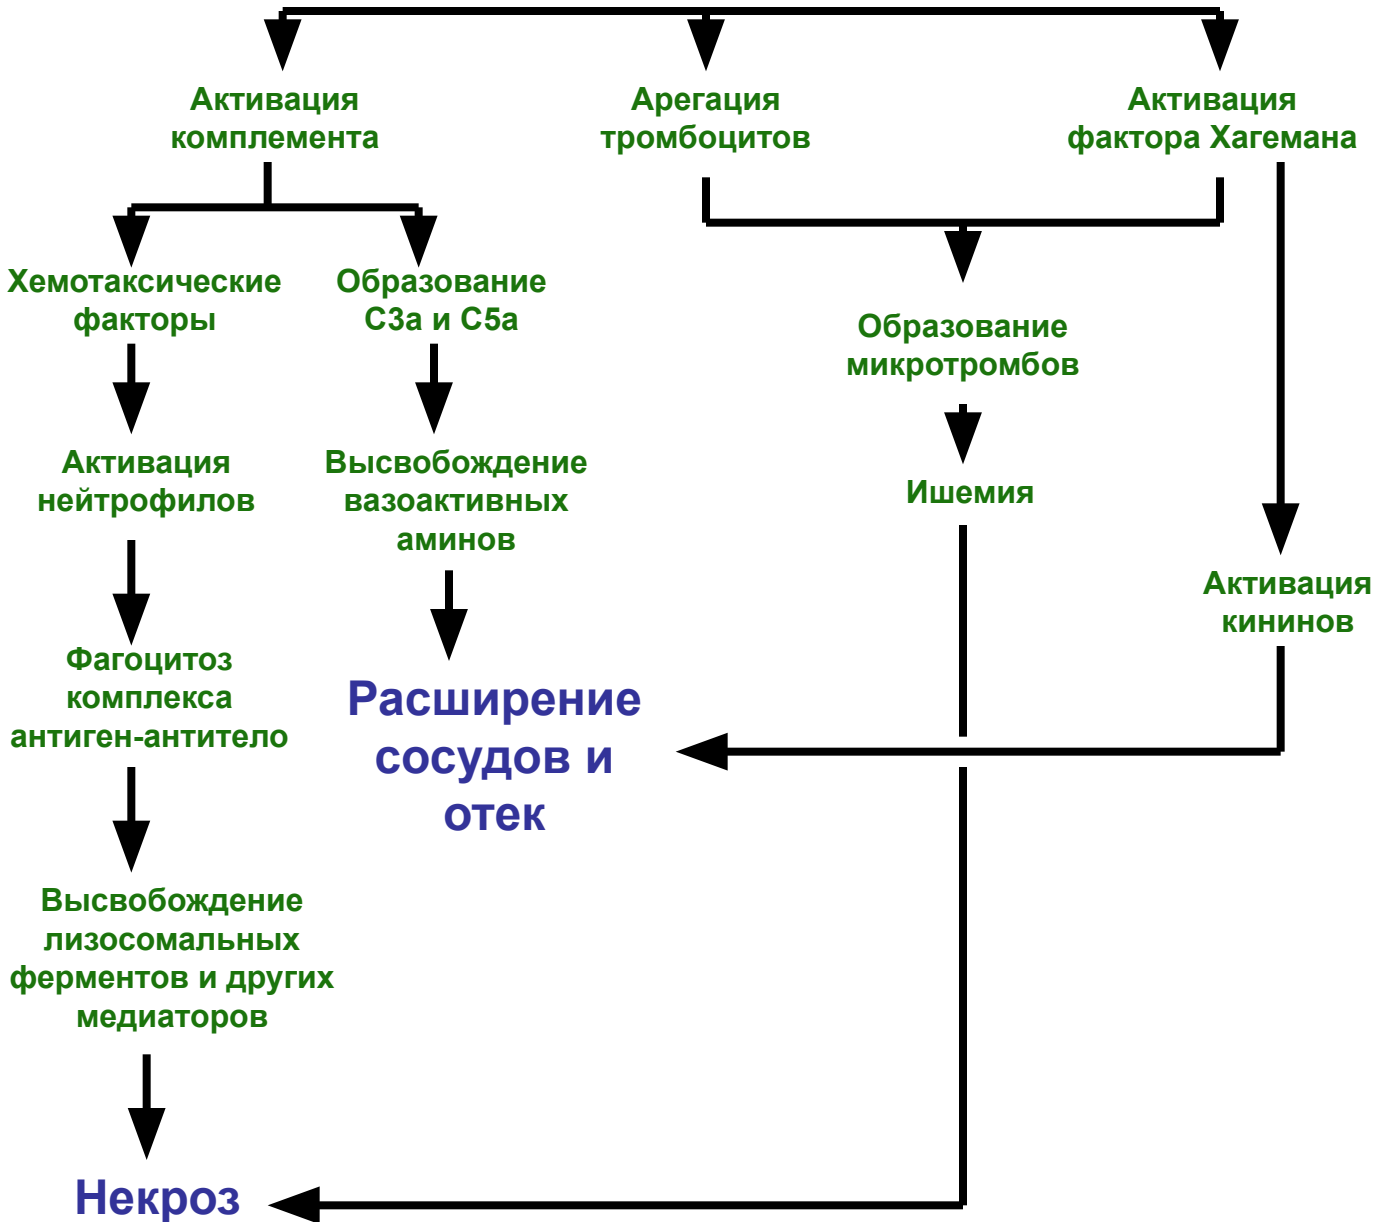 Активация
комплемента
Арегация
тромбоцитов
Активация
фактора Хагемана
Хемотаксические
факторы
Образование
С3а и С5а
Образование
микротромбов
Активация
нейтрофилов
Высвобождение
вазоактивных
аминов
Ишемия
Активация
кининов
Фагоцитоз
комплекса
антиген-антитело
Расширение
сосудов и
отек
Высвобождение
лизосомальных
ферментов и других
медиаторов
Некроз